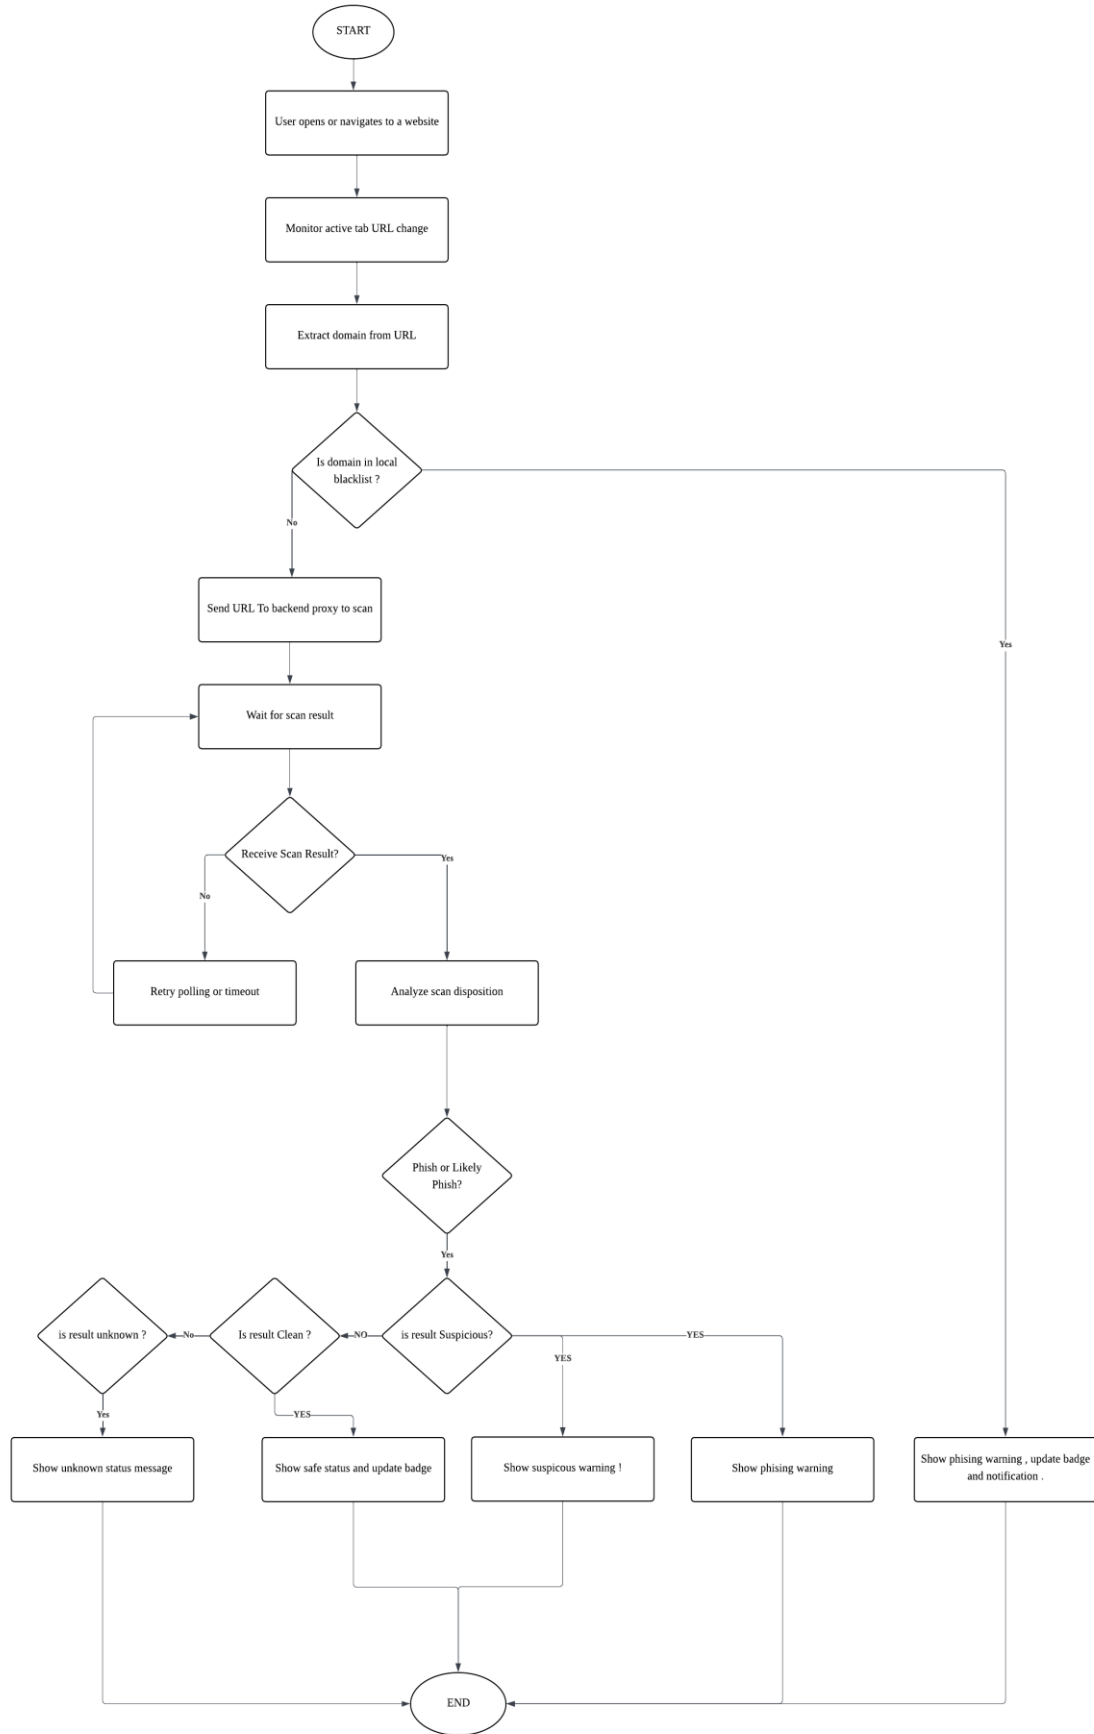 START
User opens or navigates to a website
Monitor active tab URL change
Extract domain from URL
Is domain in local
blacklist ?
No
Send URL To backend proxy to scan
Yes
Wait for scan result
Receive Scan Result?
Yes
No
Retry polling or timeout
Analyze scan disposition
Phish or Likely
Phish?
Yes
is result unknown ?
No
Is result Clean ?
NO
is result Suspicious?
YES
YES
Yes
YES
Show unknown status message
Show safe status and update badge
Show suspicous warning !
Show phising warning
Show phising warning , update badge
and notification .
END